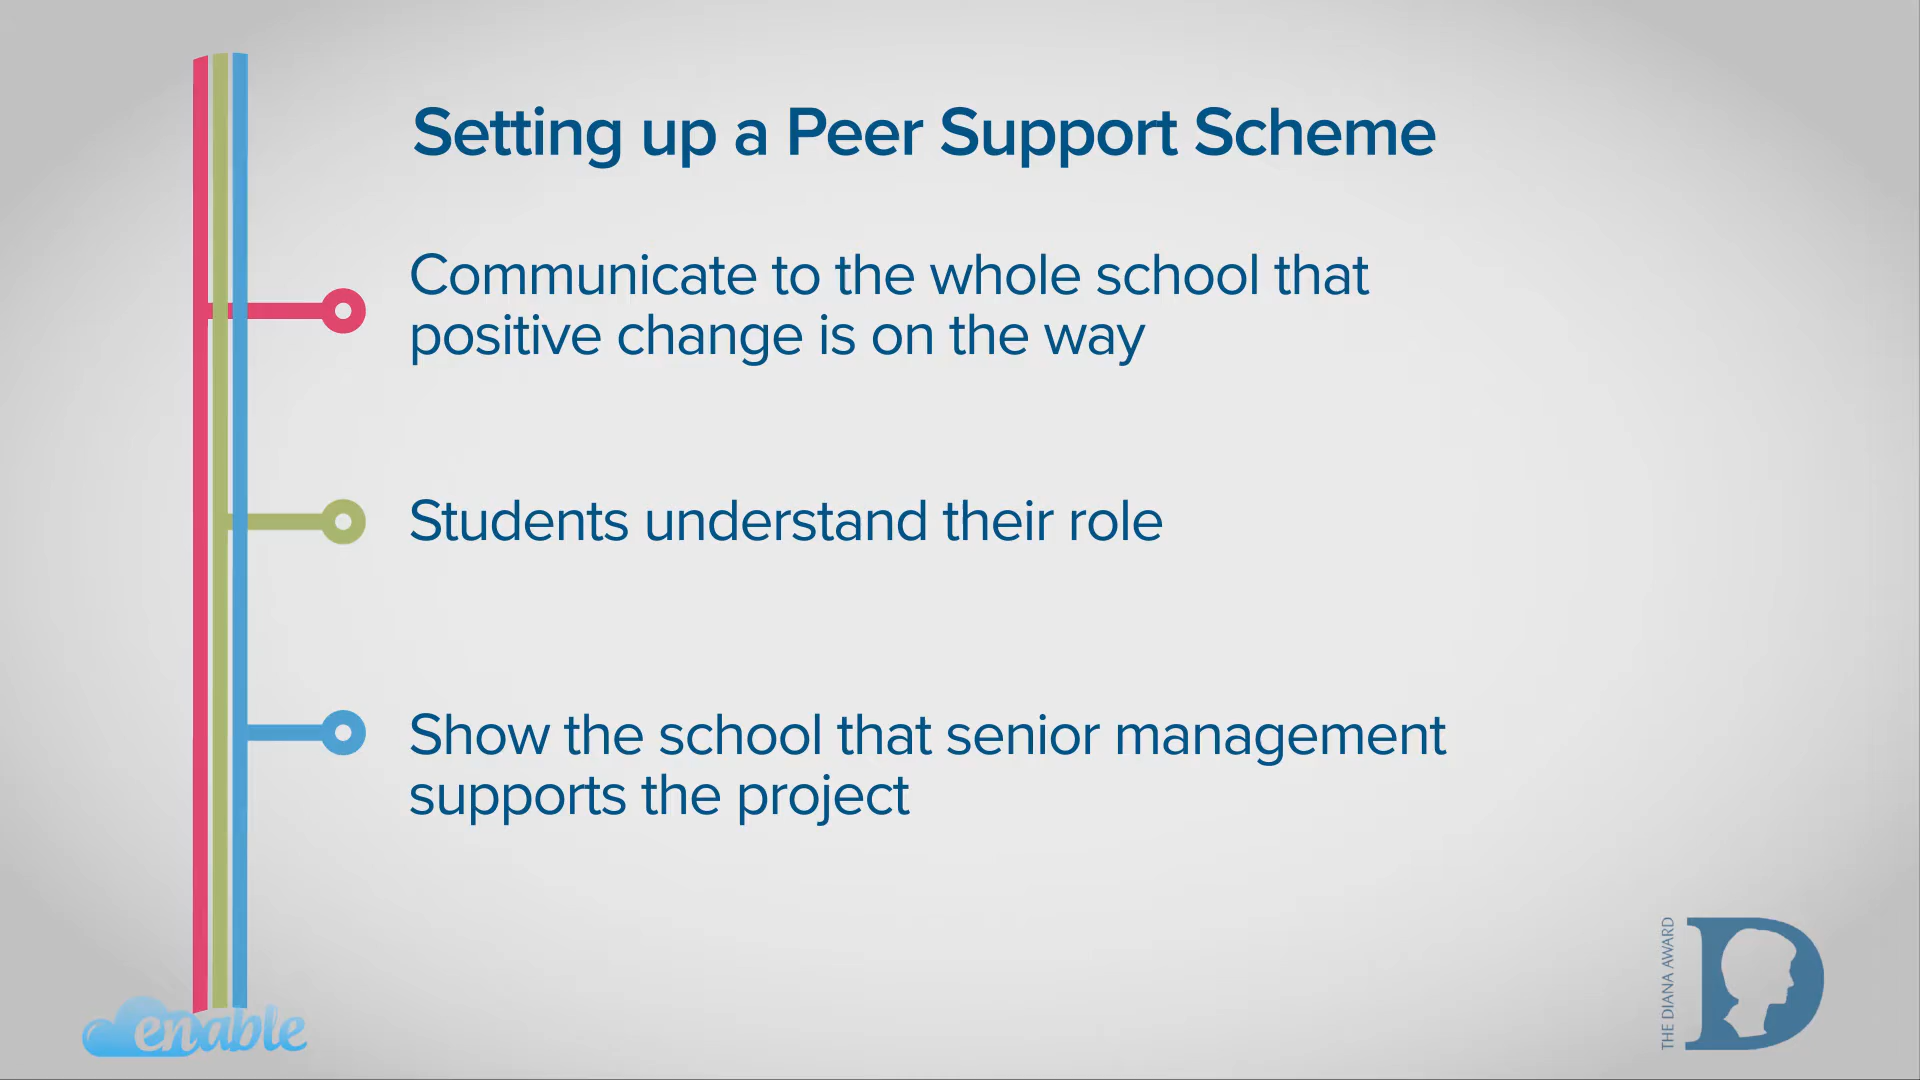 Setting up a Peer Support Scheme
Communicate to the whole school that
positive change is on the way
Students understand their role
Show the school that senior management
supports the project
enable
THE DIANA AWARD